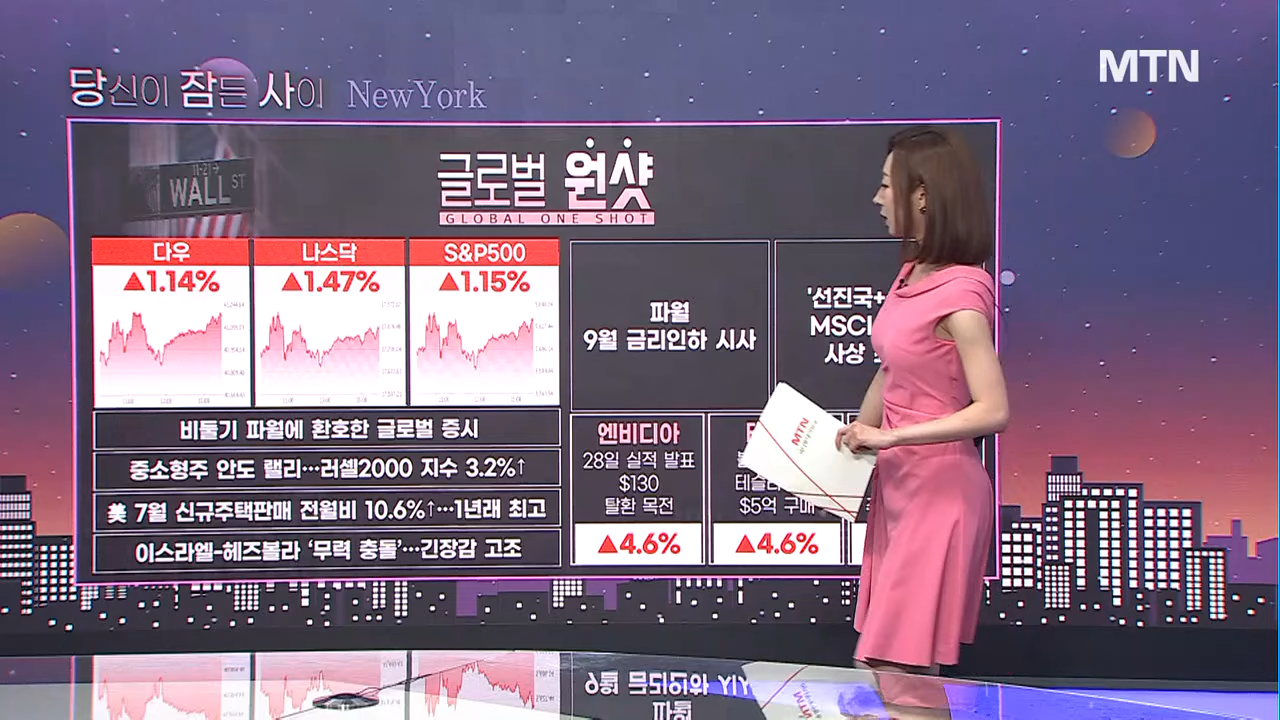 MTN
당신이 잠든 사이 NewYork
WALL ST
글로벌 원샷
GLOBAL ONE SHOT
다우
▲1.14%
나스닥
▲1.47%
S&P500
▲1.15%
파월
9월 금리인하 시사
'선진국+
MSCI
사상
비둘기 파월에 환호한 글로벌 증시
중소형주 안도 랠리…러셀2000 지수 3.2%↑
美 7월 신규주택판매 전월비 10.6%↑…1년래 최고
이스라엘-헤즈볼라 '무력 충돌'…긴장감 고조
엔비디아
28일 실적 발표
$130
탈환 목전
▲4.6%
테슬라
$5억 구매
▲4.6%
MTN